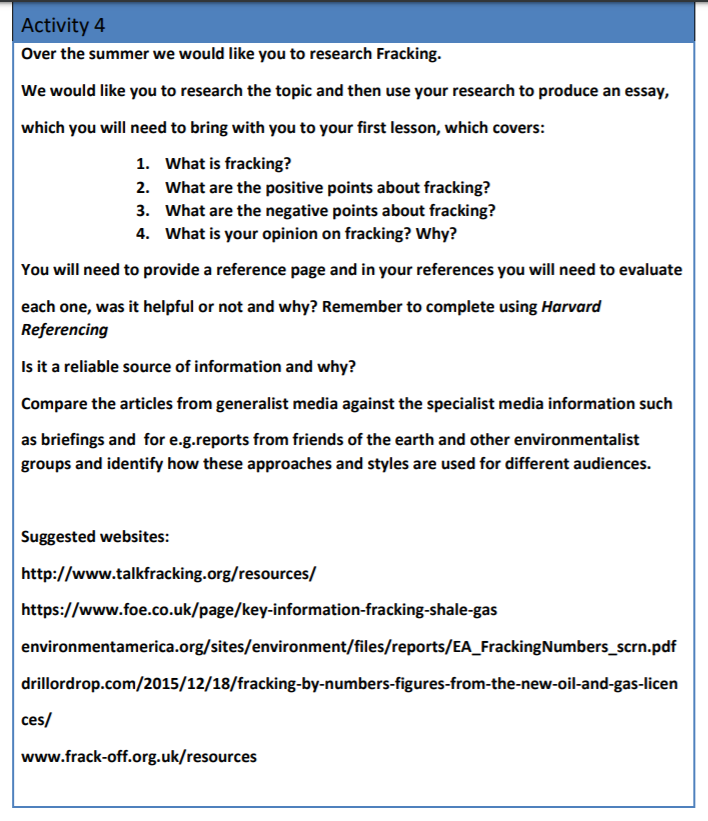 Activity 4
Over the summer we would like you to research Fracking.
We would like you to research the topic and then use your research to produce an essay,
which you will need to bring with you to your first lesson, which covers:
1. What is fracking?
2. What are the positive points about fracking?
3. What are the negative points about fracking?
4. What is your opinion on fracking? Why?
You will need to provide a reference page and in your references you will need to evaluate
each one, was it helpful or not and why? Remember to complete using Harvard
Referencing
Is it a reliable source of information and why?
Compare the articles from generalist media against the specialist media information such
as briefings and  for e.g.reports from friends of the earth and other environmentalist
groups and identify how these approaches and styles are used for different audiences.
Suggested websites:
http://www.talkfracking.org/resources/
https://www.foe.co.uk/page/key-information-fracking-shale-gas
environmentamerica.org/sites/environment/files/reports/EA_FrackingNumbers_scrn.pdf
drillordrop.com/2015/12/18/fracking-by-numbers-figures-from-the-new-oil-and-gas-licen
ces/
www.frack-off.org.uk/resources